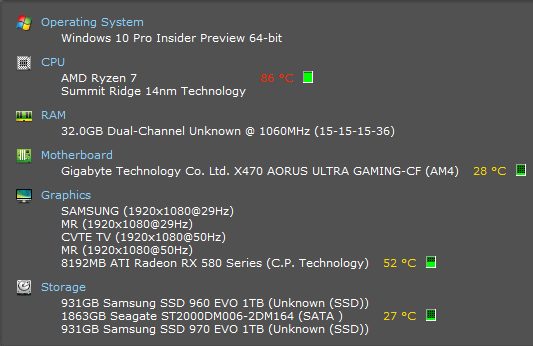 Operating System
Windows 10 Pro Insider Preview 64-bit
CPU
AMD Ryzen 7 86 °C
Summit Ridge 14nm Technology
RAM
32.0GB Dual-Channel Unknown @ 1060MHz (15-15-15-36)
Motherboard
Gigabyte Technology Co. Ltd. X470 AORUS ULTRA GAMING-CF (AM4) 28 °C
Graphics
SAMSUNG (1920x1080@29Hz)
MR (1920x1080@29Hz)
CVTE TV (1920x1080@50Hz)
MR (1920x1080@50Hz)
8192MB ATI Radeon RX 580 Series (C.P. Technology) 52 °C
Storage
931GB Samsung SSD 960 EVO 1TB (Unknown (SSD))
1863GB Seagate ST2000DM006-2DM164 (SATA ) 27 °C
931GB Samsung SSD 970 EVO 1TB (Unknown (SSD))